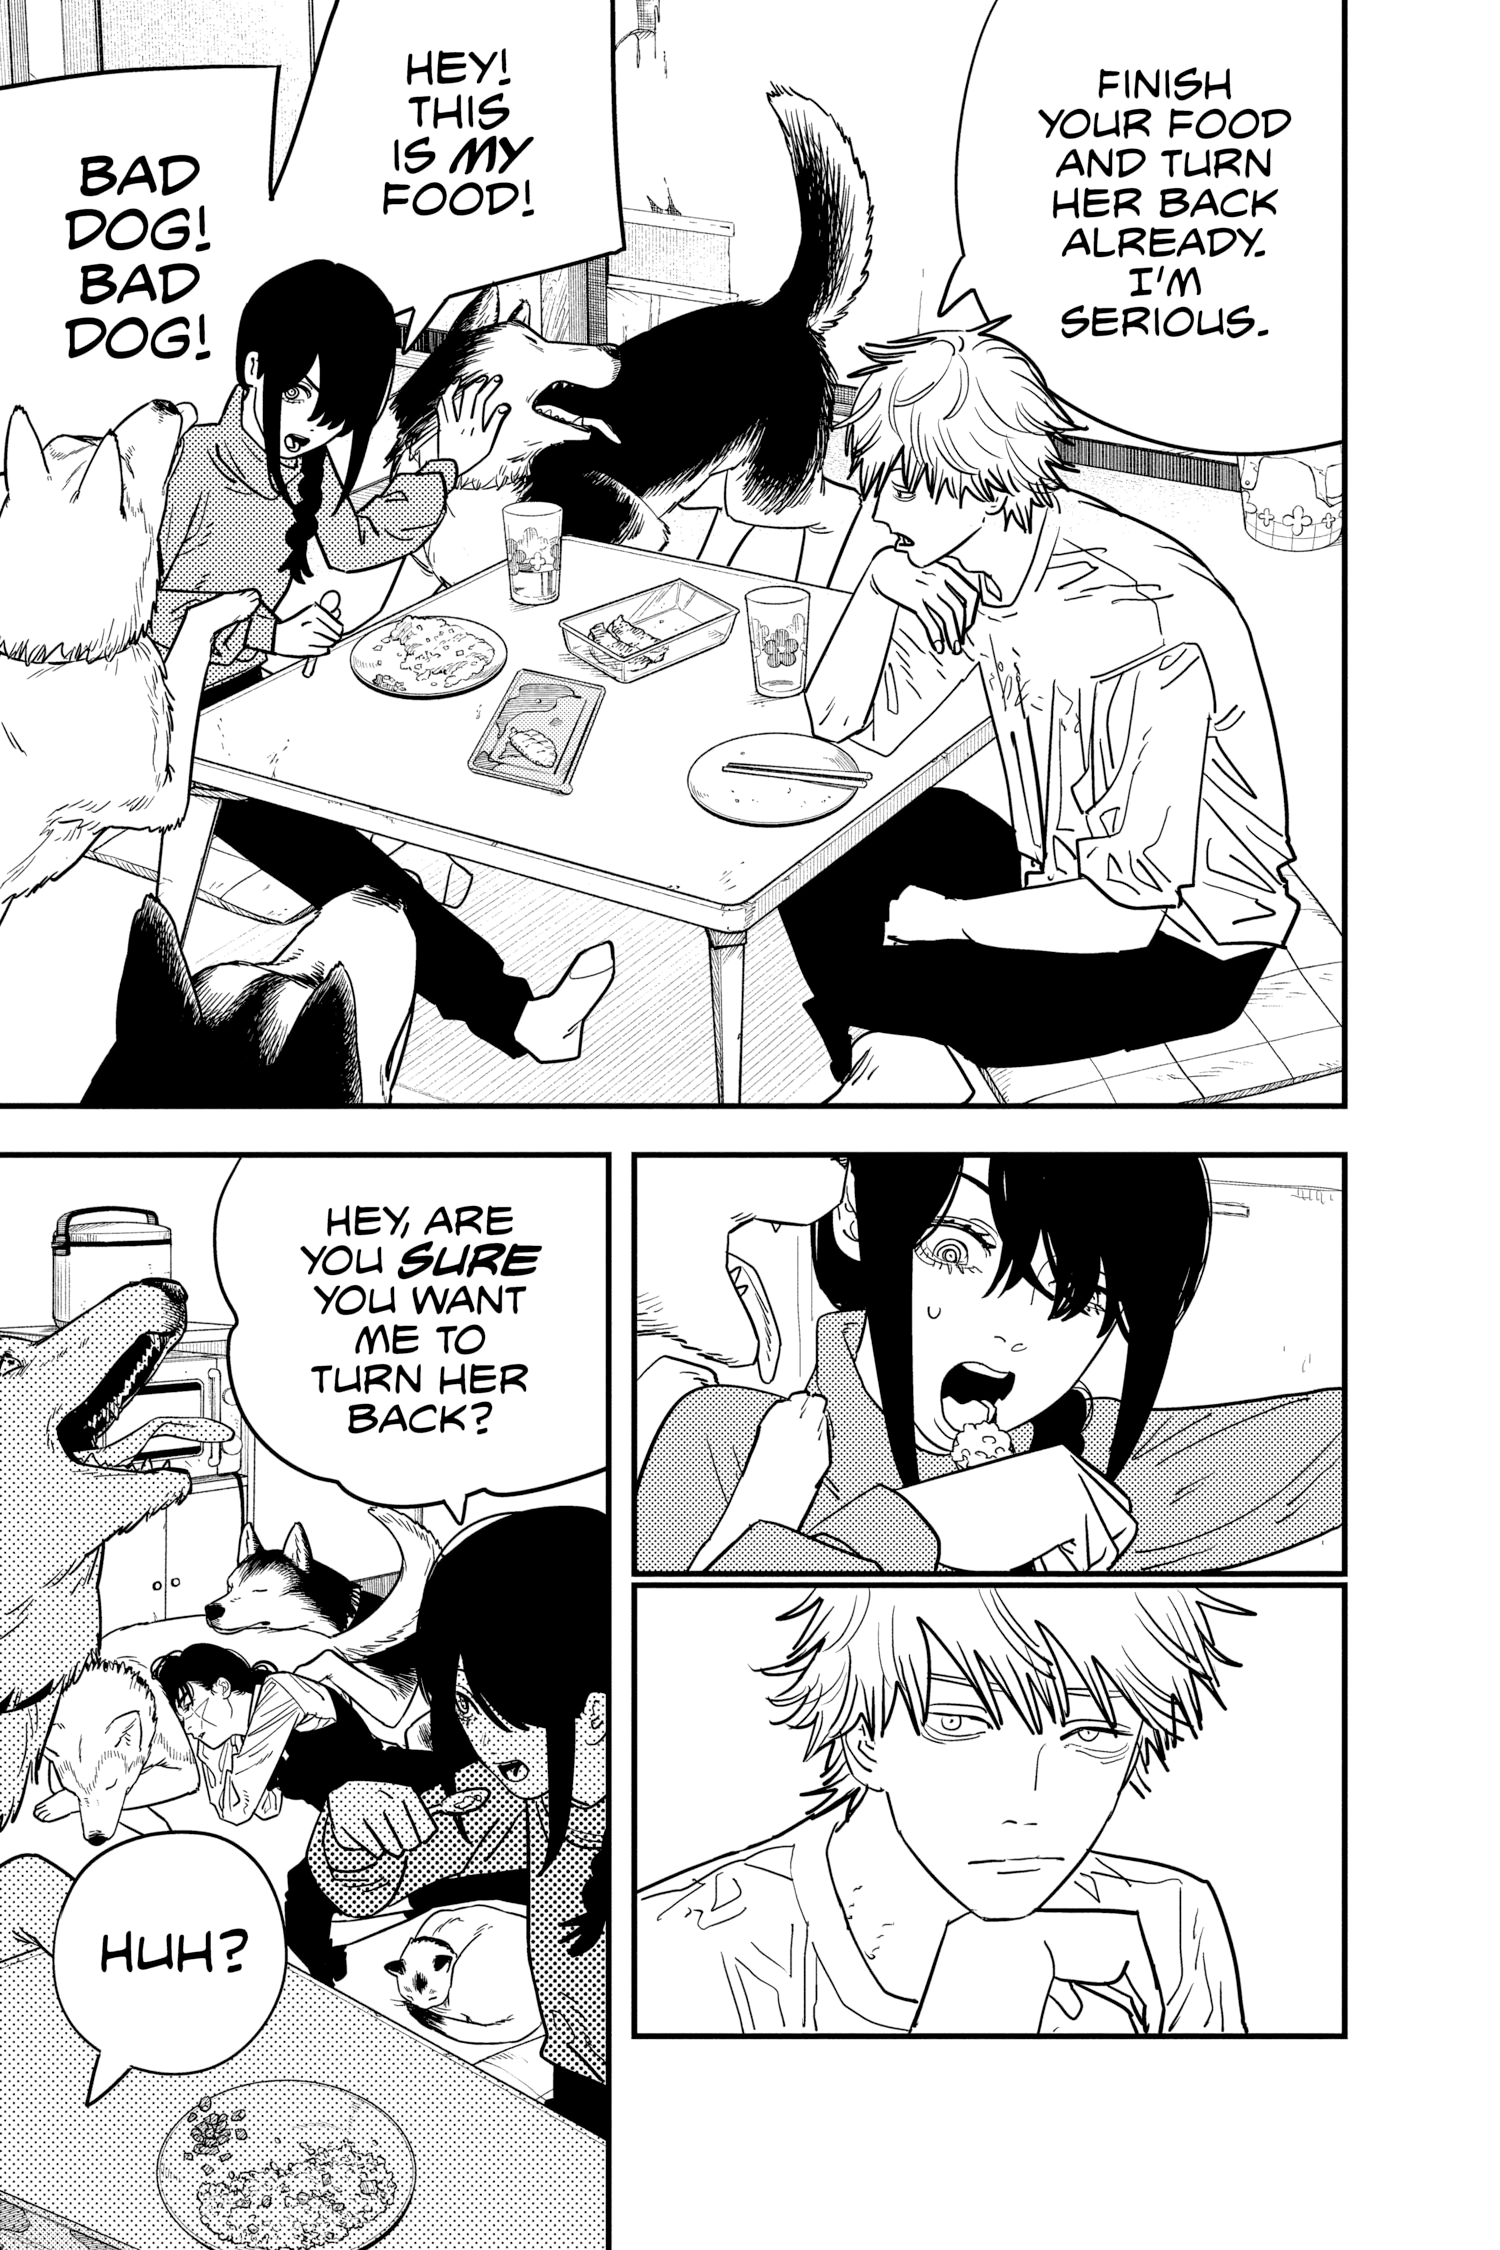 FINISH
YOUR FOOD
AND TURN
HER BACK
ALREADY.
I'M
SERIOUS.
HEY!
THIS
IS MY
FOOD!
BAD
DOG!
BAD
DOG!
HEY, ARE
YOU SURE
YOU WANT
ME TO
TURN HER
BACK?
HUH?